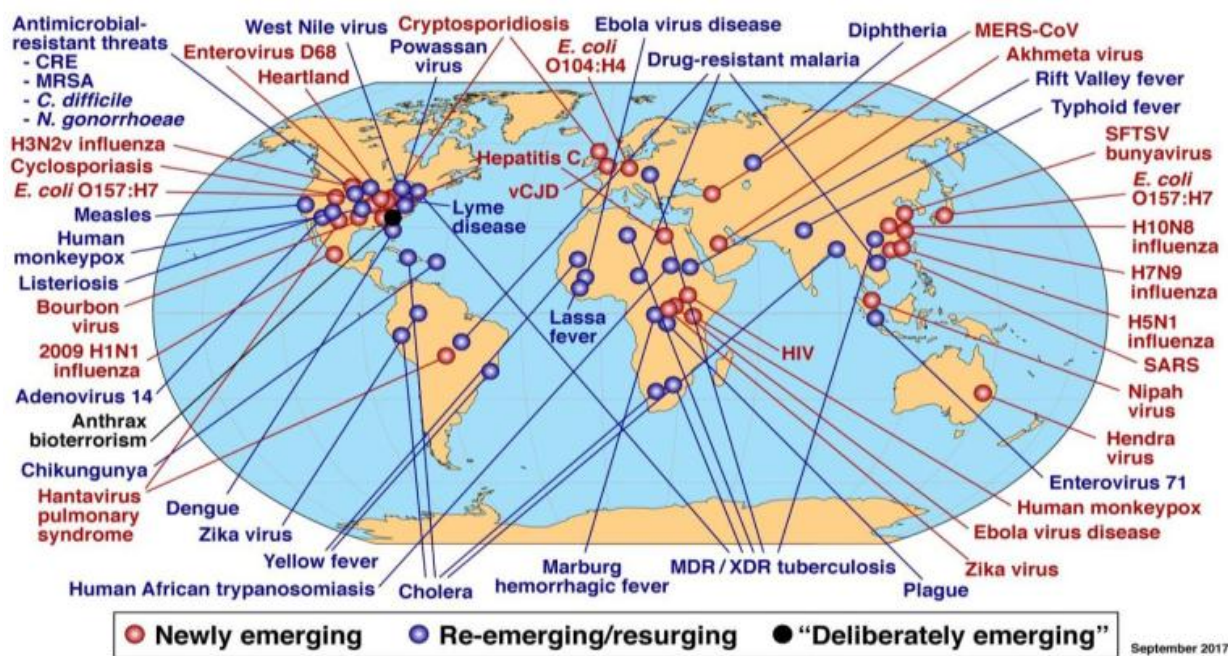 Antimicrobial-
resistant threats
- CRE
- MRSA
- C. difficile
- N. gonorrhoeae
H3N2v influenza
Cyclosporiasis
E. coli O157:H7
Measles
Human
monkeypox
Listeriosis
Bourbon
virus
2009 H1N1
influenza
Adenovirus 14
Anthrax
bioterrorism
Chikungunya
Hantavirus
pulmonary
syndrome
West Nile virus
Enterovirus D68
Heartland
Powassan
virus
Cryptosporidiosis
E. coli
O104:H4
Ebola virus disease
Drug-resistant malaria
Diphtheria
MERS-CoV
Akhmeta virus
Rift Valley fever
Typhoid fever
SFTSV
bunyavirus
E. coli
O157:H7
H10N8
influenza
H7N9
influenza
H5N1
influenza
SARS
Nipah
virus
Hendra
virus
Enterovirus 71
Human monkeypox
Ebola virus disease
Zika virus
Hepatitis C
vCJD
Lyme
disease
Lassa
fever
HIV
Dengue
Zika virus
Yellow fever
Human African trypanosomiasis
Cholera
Marburg
hemorrhagic fever
MDR / XDR tuberculosis
Plague
Newly emerging
Re-emerging/resurging
“Deliberately emerging”
September 2017